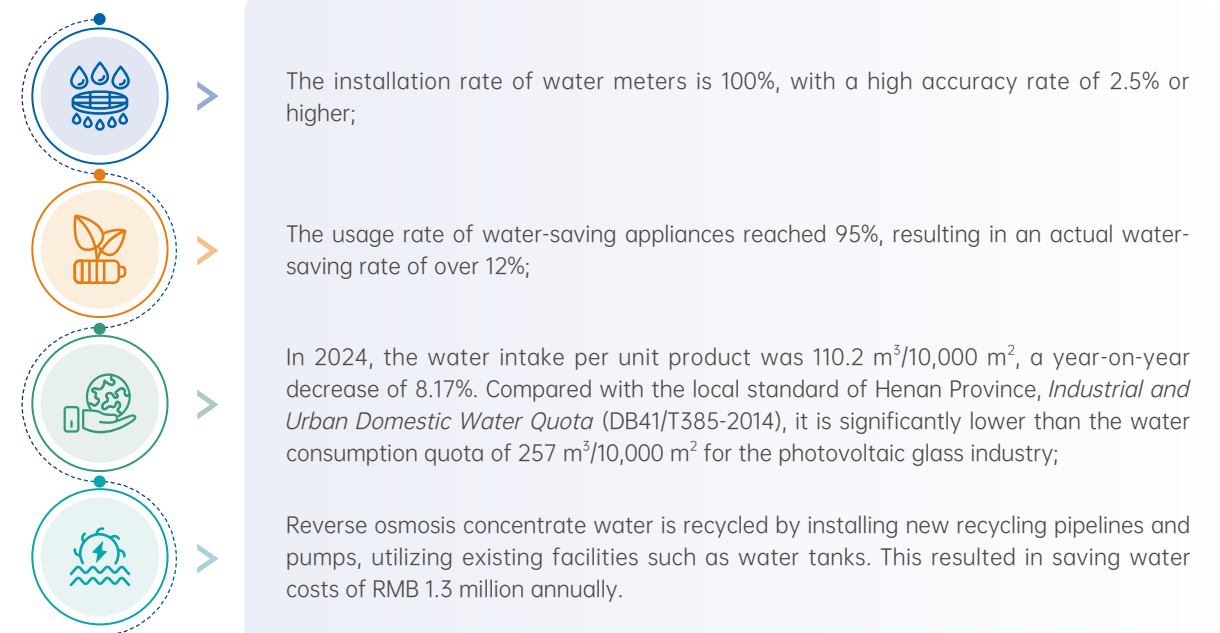 The installation rate of water meters is 100%, with a high accuracy rate of 2.5% or
higher;
The usage rate of water-saving appliances reached 95%, resulting in an actual water-
saving rate of over 12%;
In 2024, the water intake per unit product was 110.2 m³/10,000 m², a year-on-year
decrease of 8.17%. Compared with the local standard of Henan Province, Industrial and
Urban Domestic Water Quota (DB41/T385-2014), it is significantly lower than the water
consumption quota of 257 m³/10,000 m² for the photovoltaic glass industry;
Reverse osmosis concentrate water is recycled by installing new recycling pipelines and
pumps, utilizing existing facilities such as water tanks. This resulted in saving water
costs of RMB 1.3 million annually.